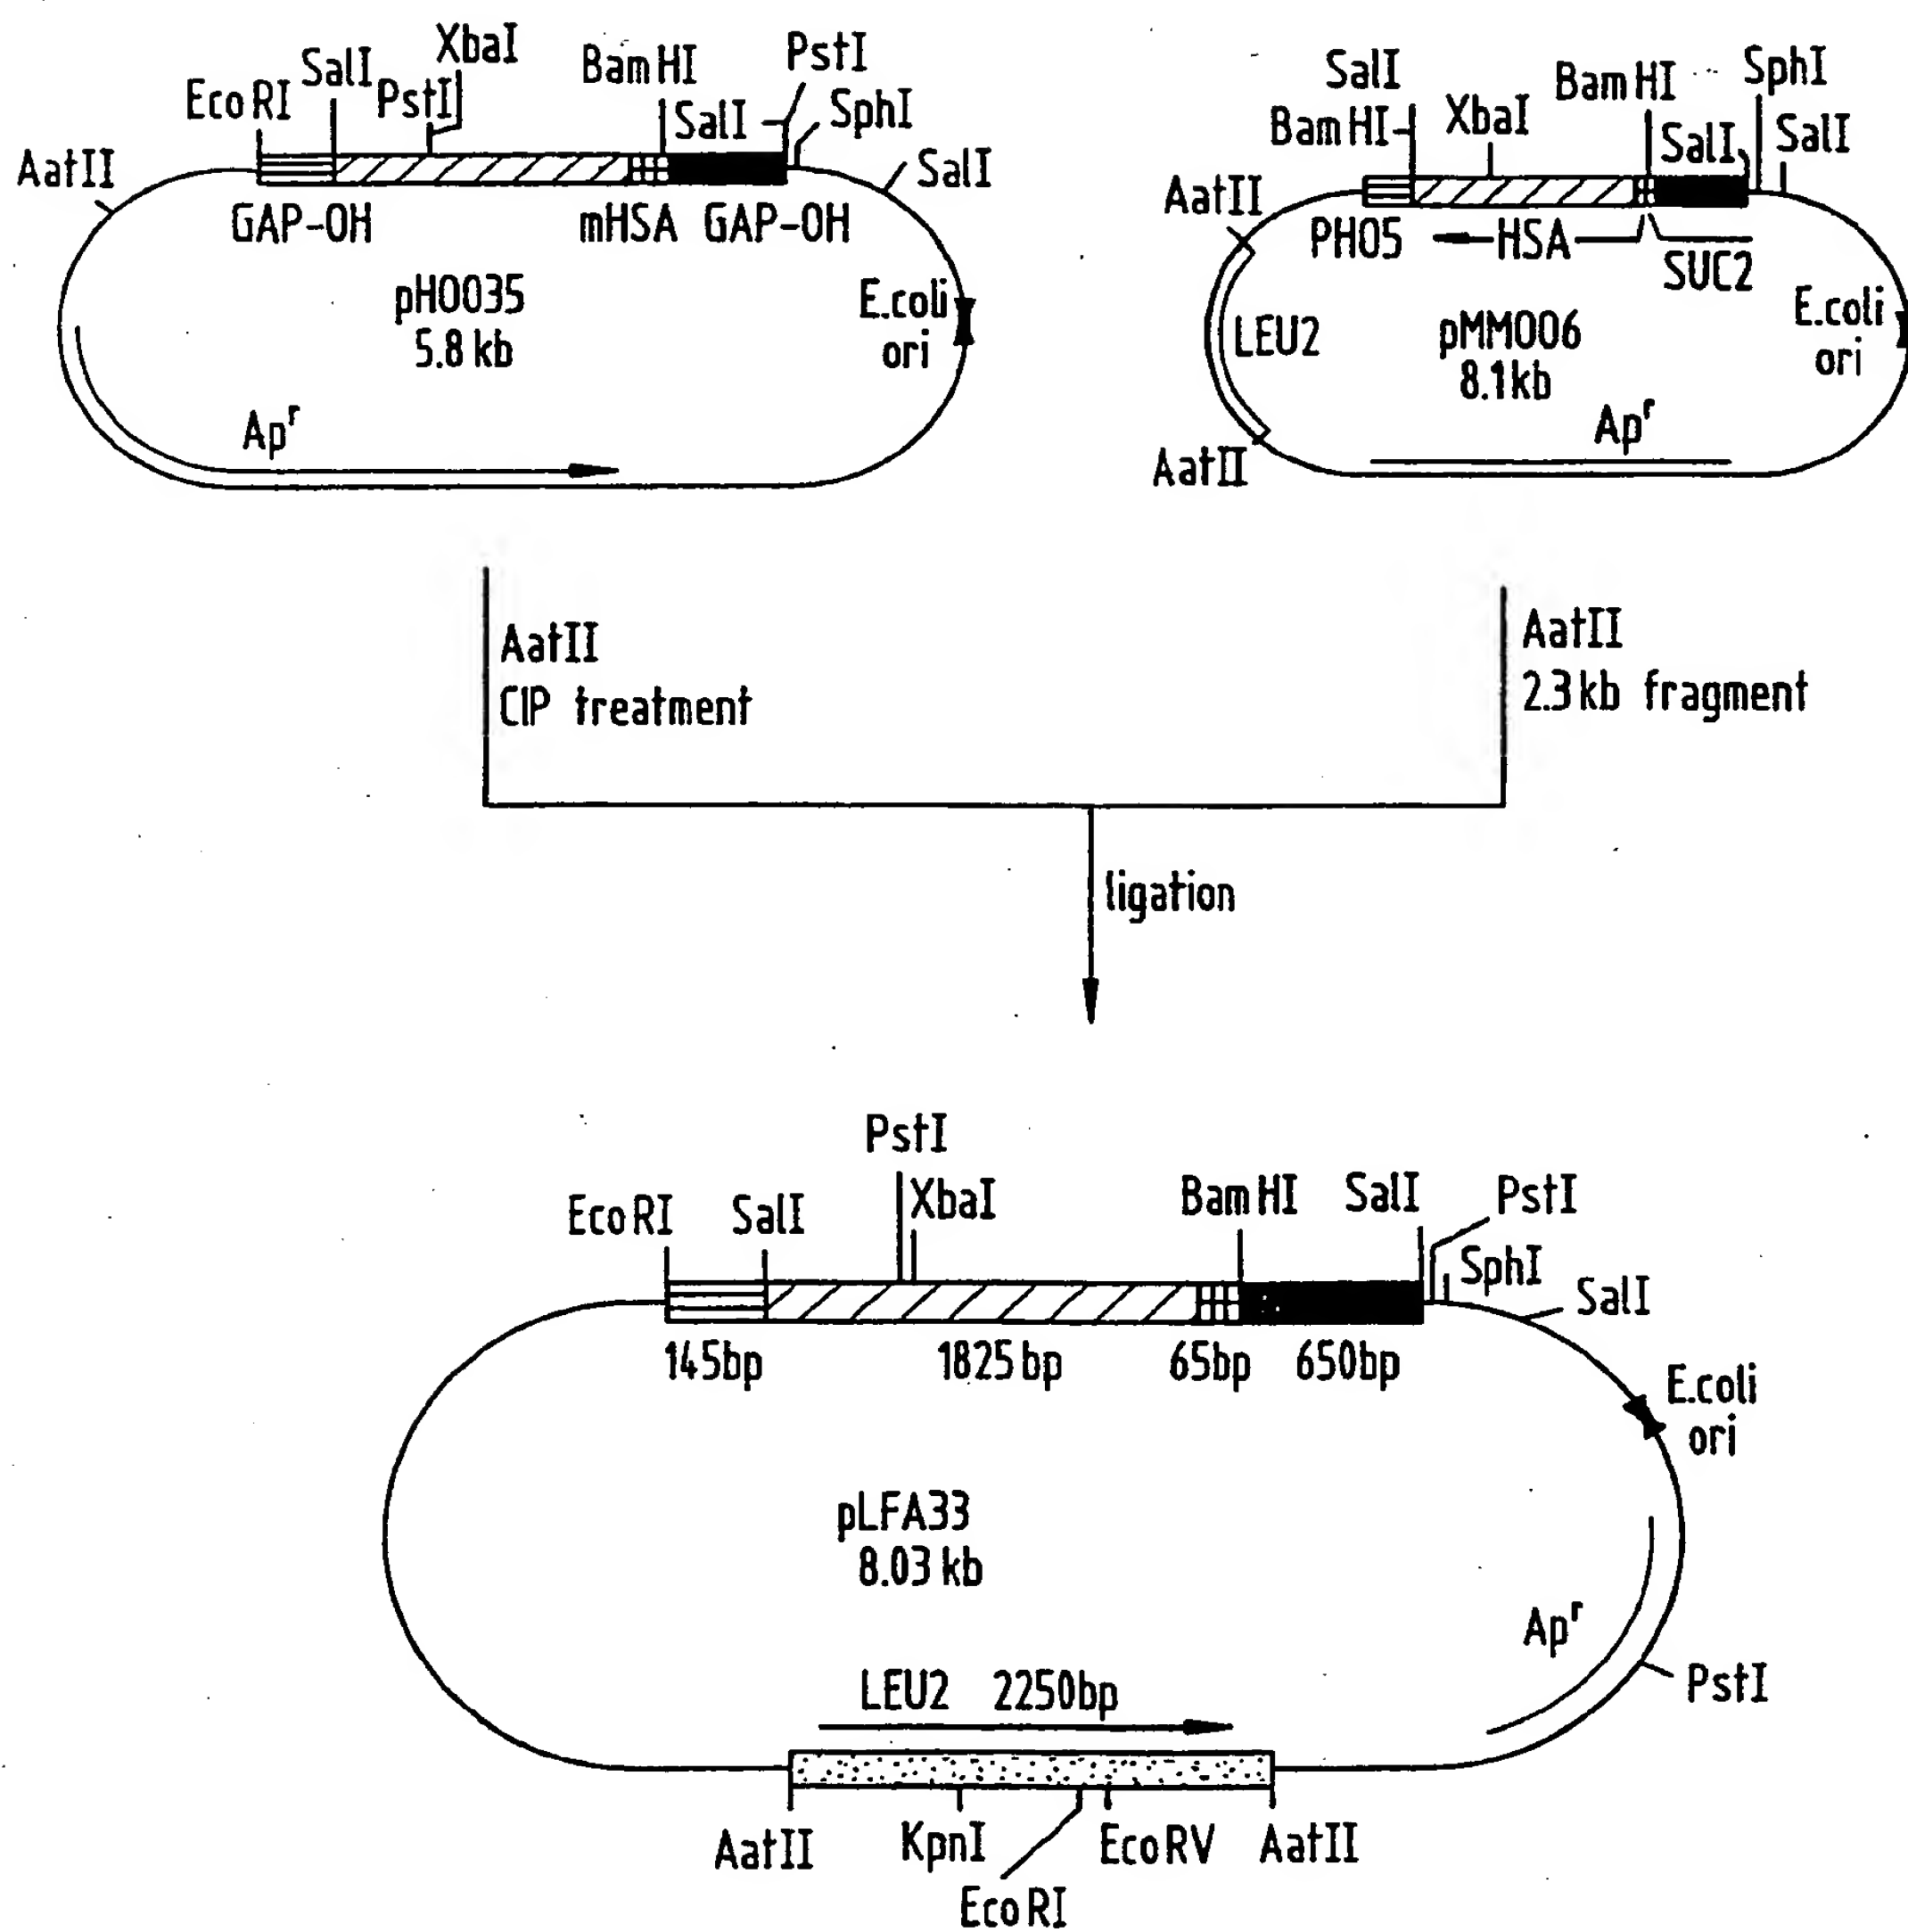 XbaI
SalI
EcoRI
PstI
BamHI
PstI
SalI
SphI
AatII
SalI
GAP-OH
mHSA
GAP-OH
pHO035
5.8 kb
E.coli
ori
Apr
SalI
BamHI
XbaI
BamHI
SphI
SalI
SalI
AatII
PHO5
HSA
SUC2
LEU2
pMM006
8.1kb
E.coli
ori
Apr
AatII
AatII
CIP treatment
AatII
2.3kb fragment
ligation
PstI
EcoRI
SalI
XbaI
BamHI
SalI
PstI
SphI
SalI
145bp
1825bp
65bp
650bp
E.coli
ori
pLFA33
8.03 kb
Apr
PstI
LEU2 2250bp
AatII
KpnI
EcoRV
AatII
EcoRI